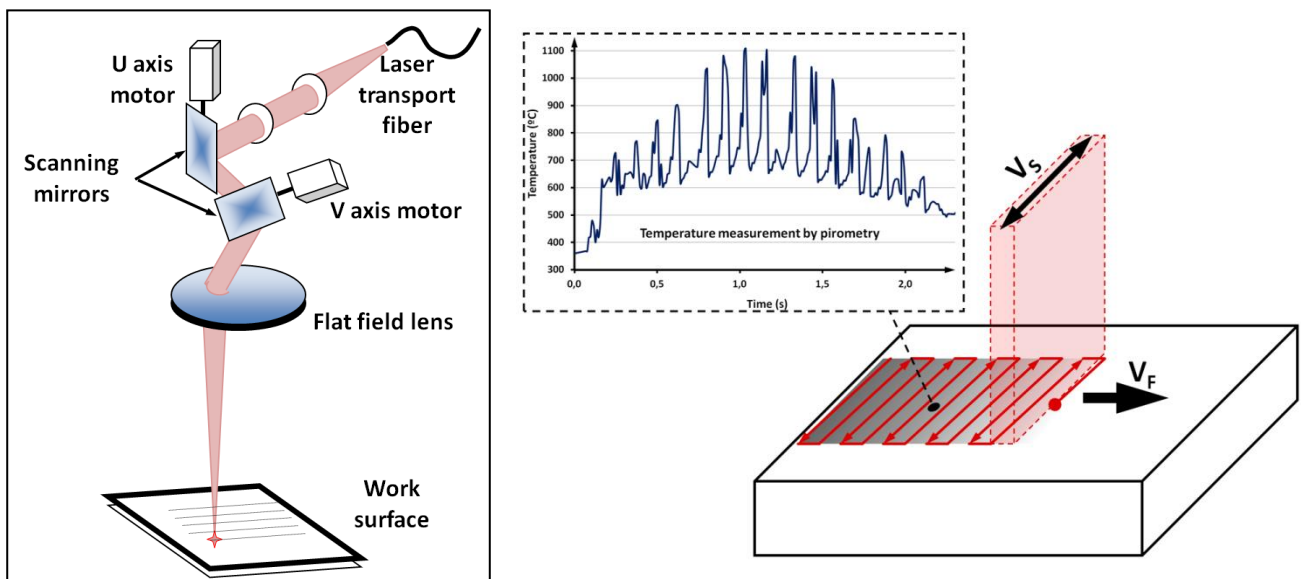 U axis
motor
Laser
transport
fiber
Scanning
mirrors
V axis motor
Flat field lens
Work
surface
Temperature (ºC)
1100
1000
900
800
700
600
500
400
300
Temperature measurement by pirometry
0,0
0,5
1,0
1,5
2,0
Time (s)
VS
VF